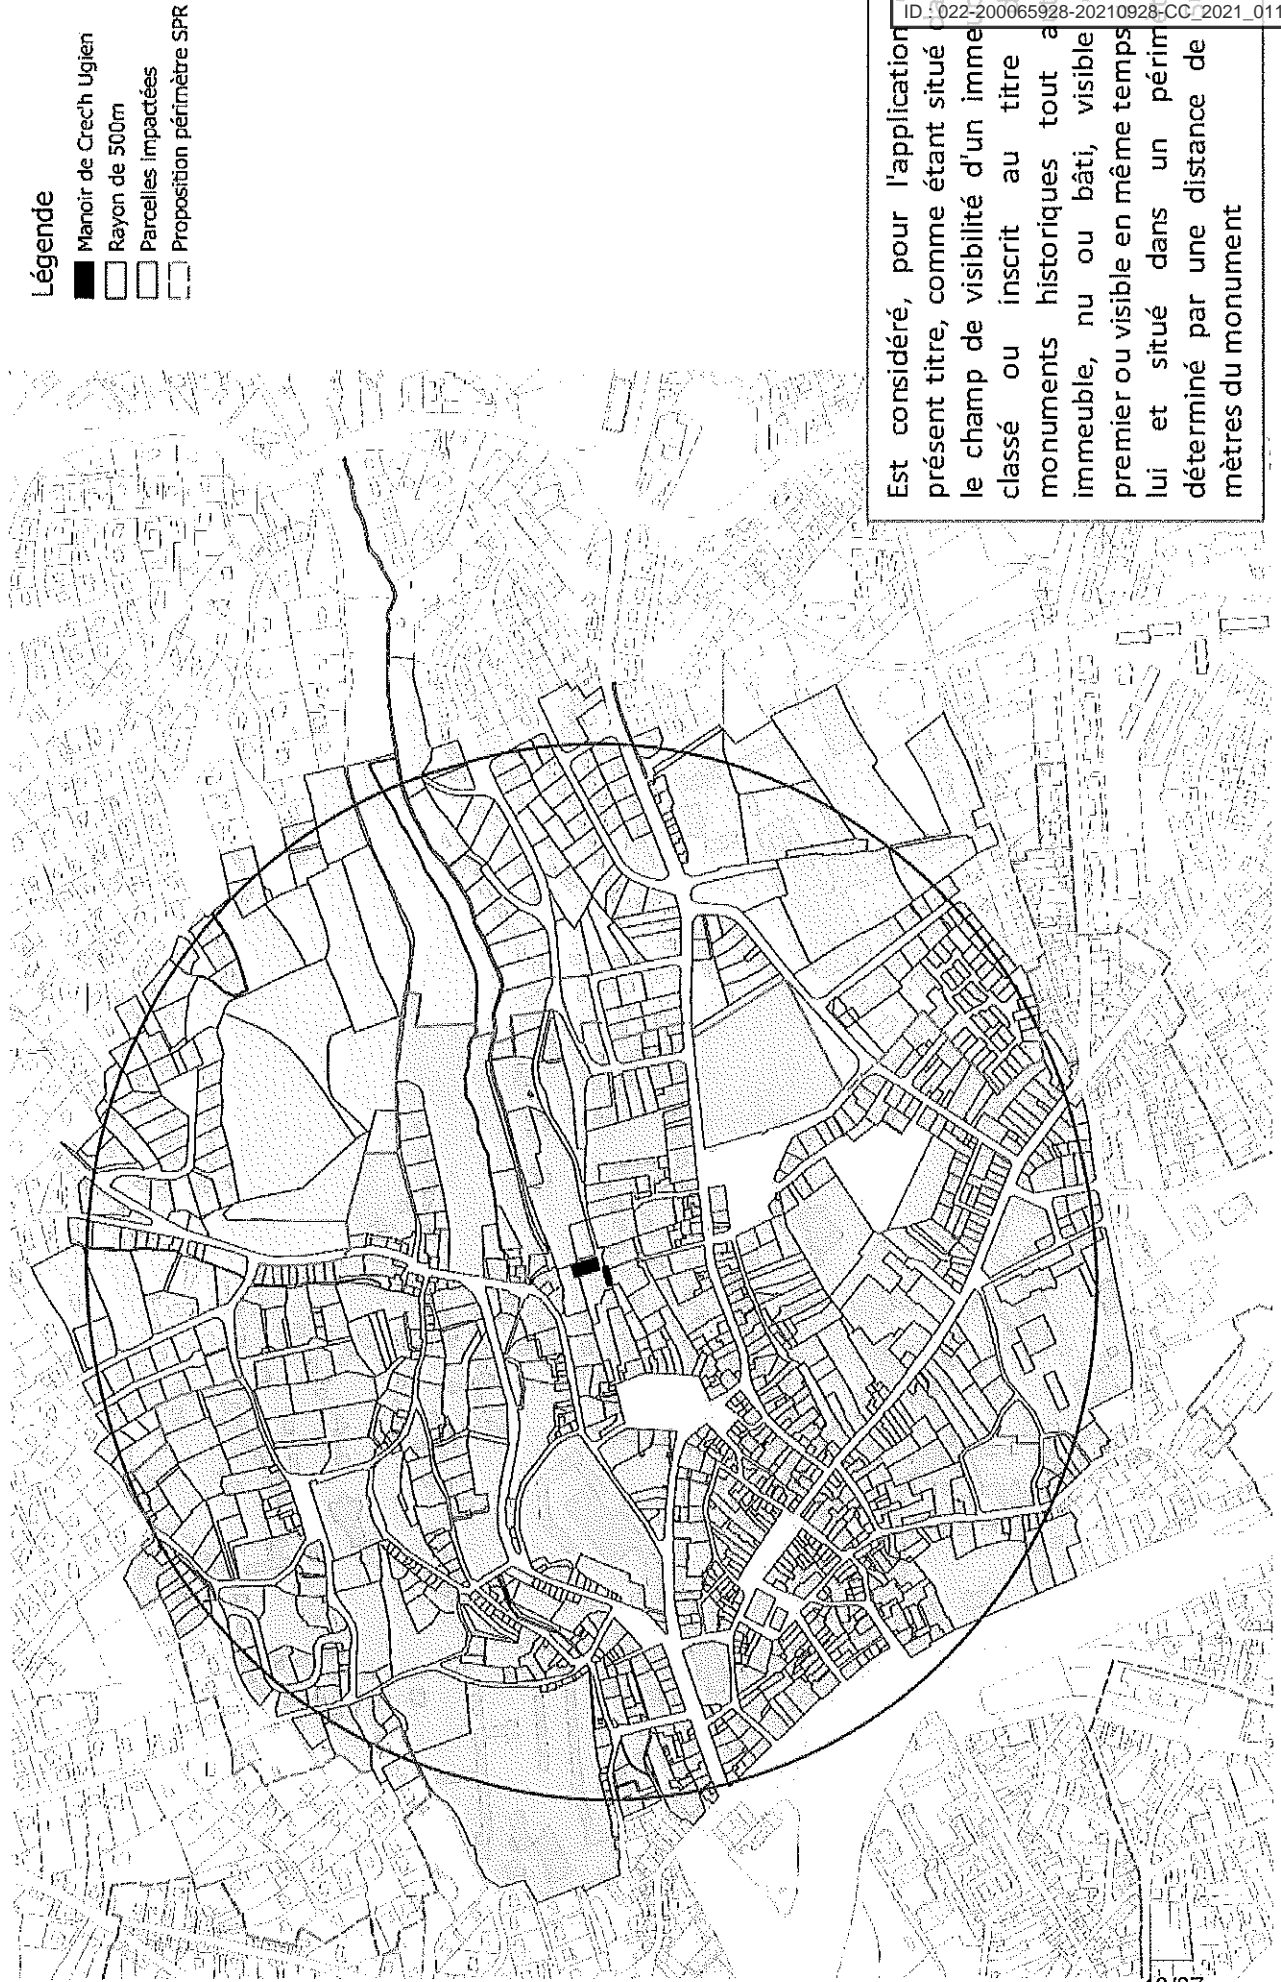 ID : 022-200065928-20210928-CC_2021_011
Légende
Manoir de Crec'h Ugien
Rayon de 500m
Parcelles impactées
Proposition périmètre SPR
Est considéré, pour l'application
présent titre, comme étant situé
le champ de visibilité d'un
classé ou inscrit au titre
monuments historiques tout
immeuble, nu ou bâti, visible
premier ou visible en même temps
lui et situé dans un
déterminé par une distance de
mètres du monument